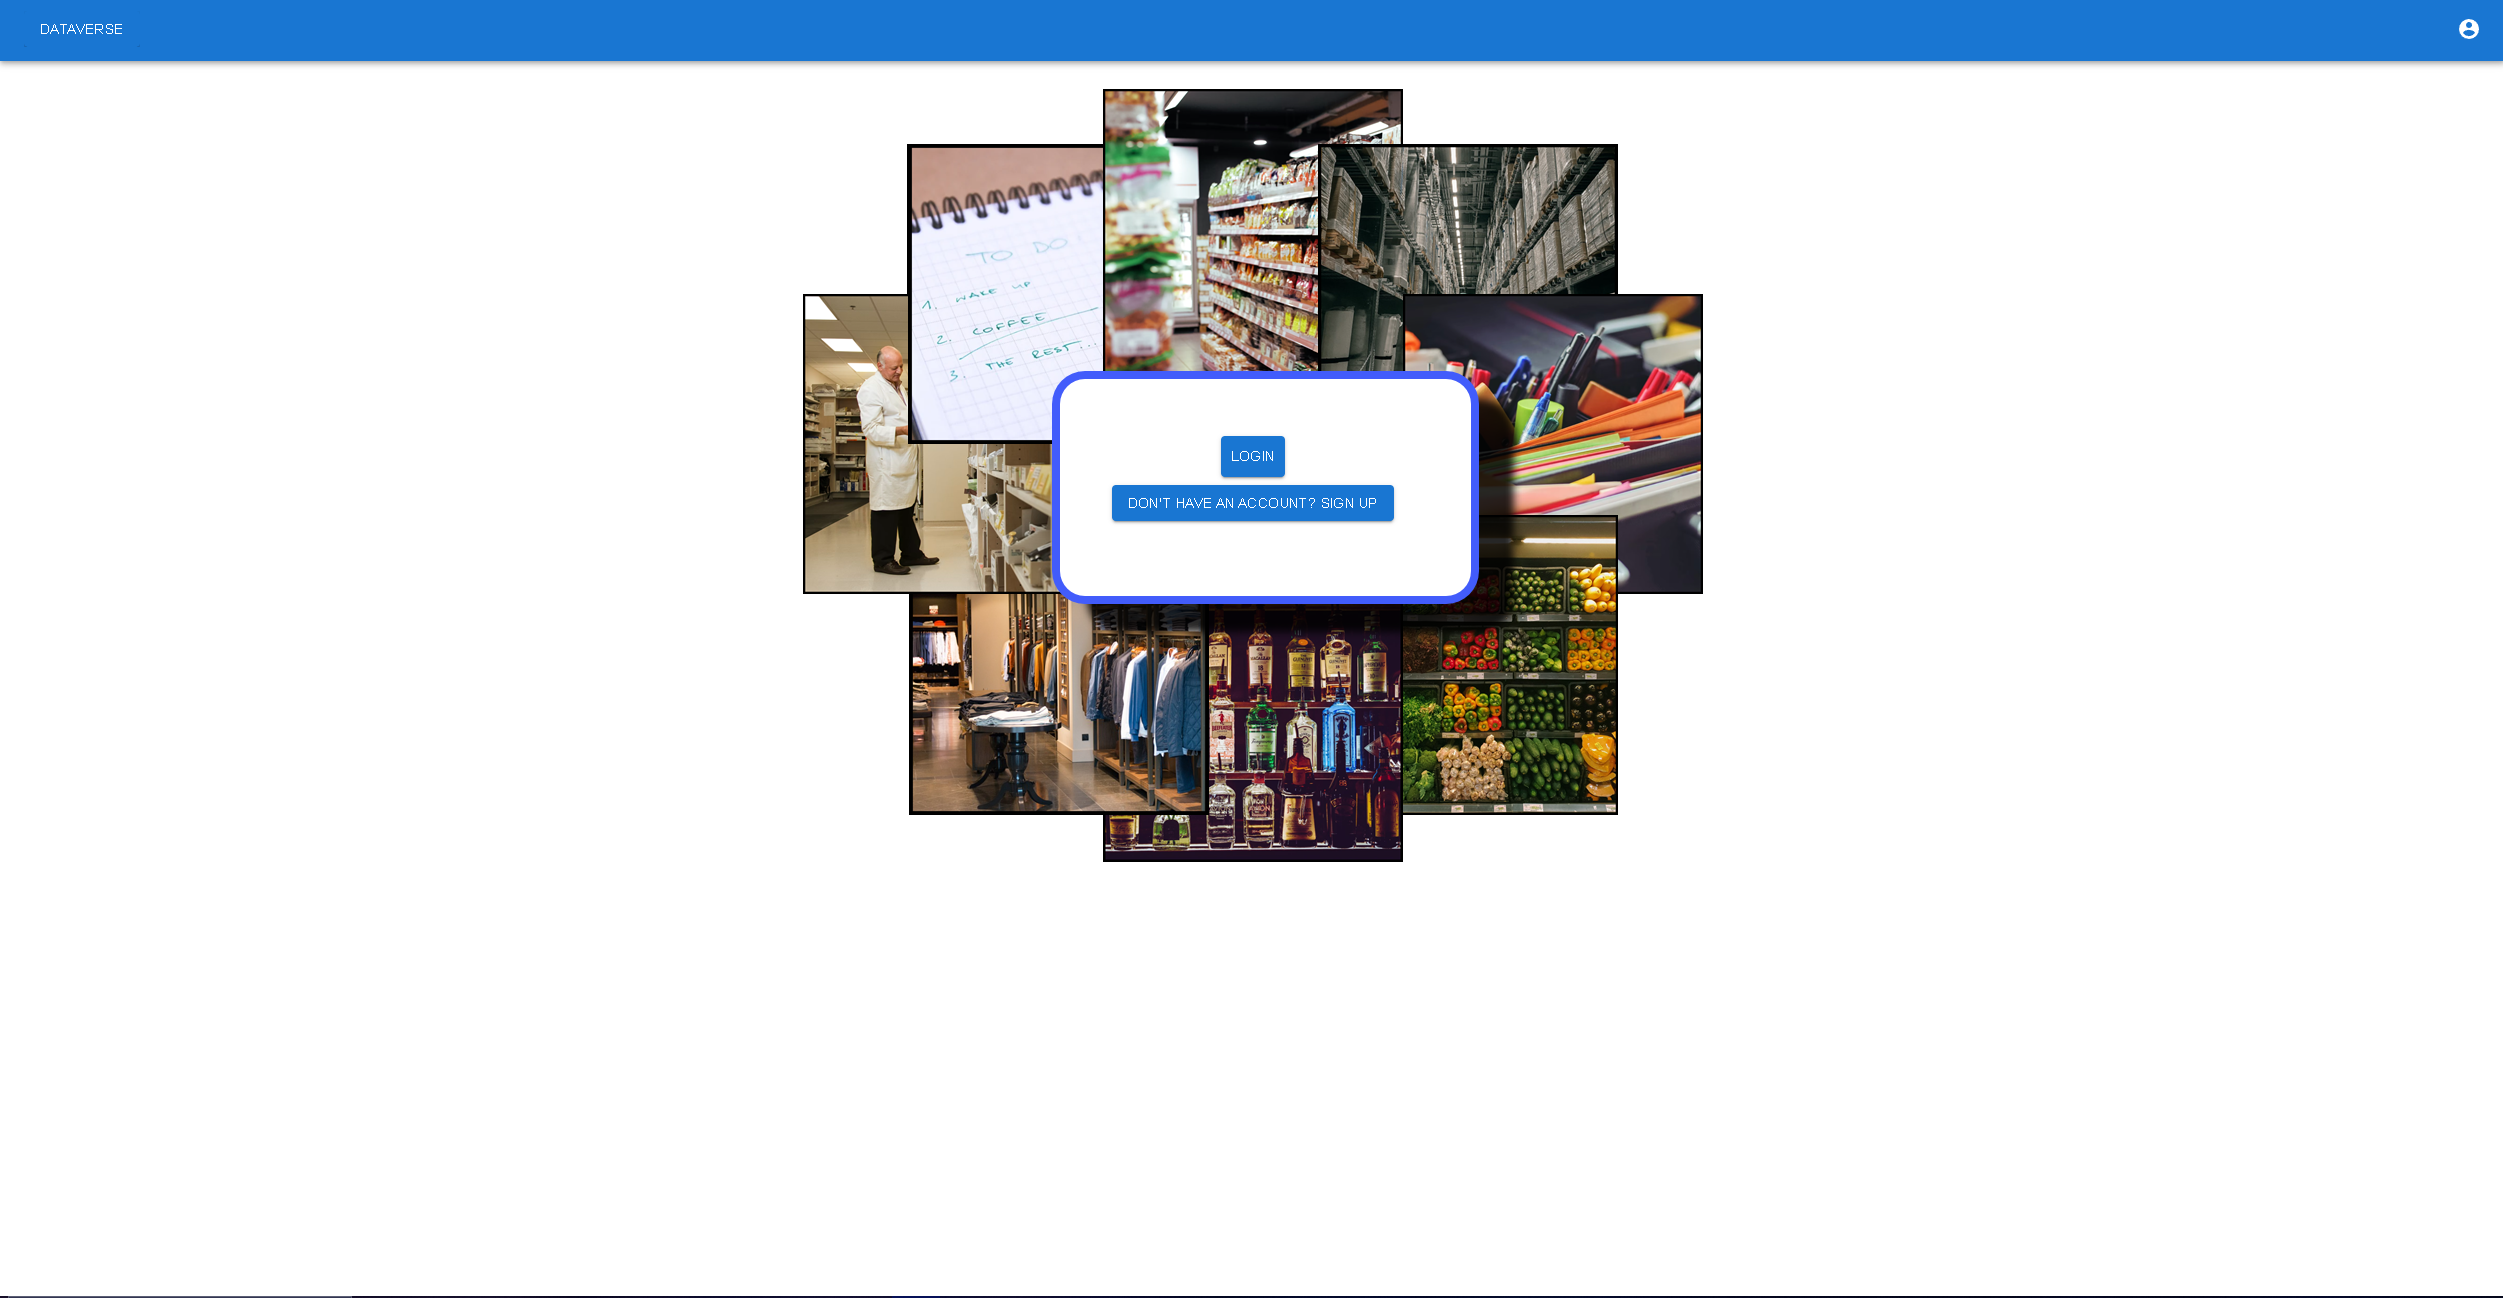 DATAVERSE
TO DO
1. WAKE UP
2. COFFEE
3. THE REST...
LOGIN
DON'T HAVE AN ACCOUNT? SIGN UP